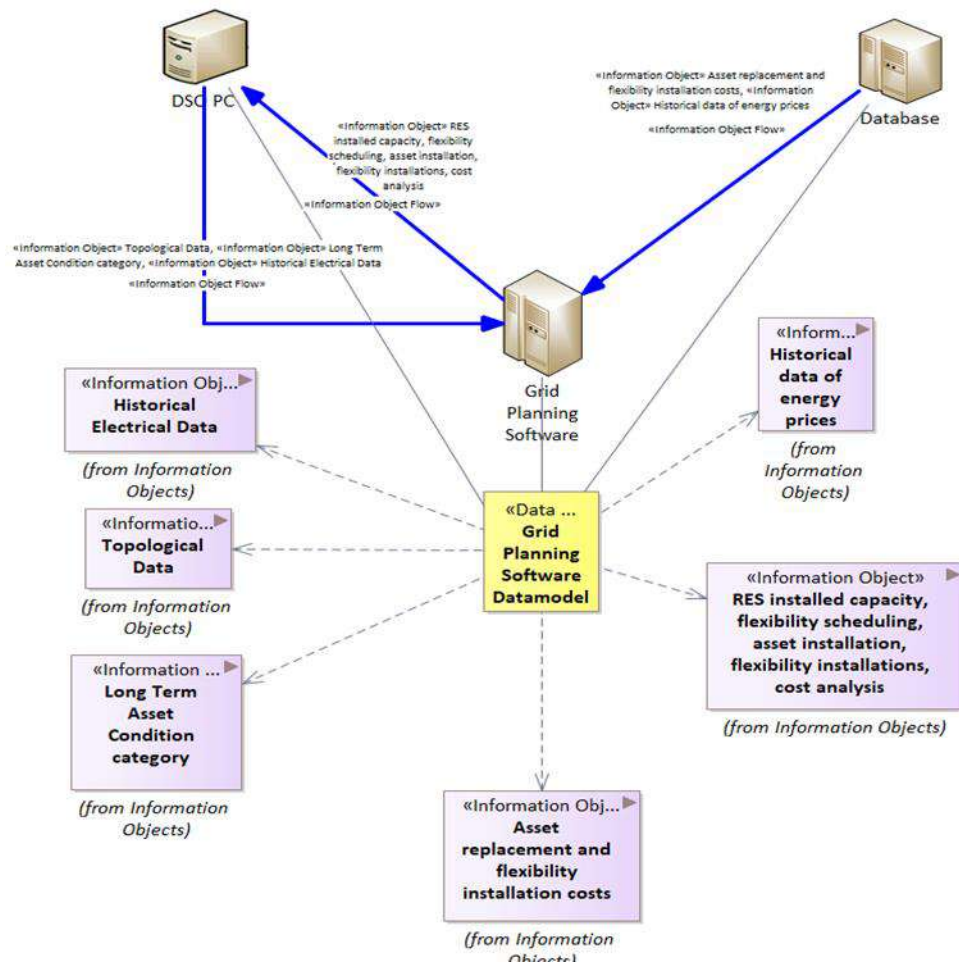 DSO PC
«Information Object» Asset replacement and
flexibility installation costs, «Information
Object» Historical data of energy prices
«Information Object Flow»
Database
«Information Object» RES
installed capacity, flexibility
scheduling, asset installation,
flexibility installations, cost
analysis
«Information Object Flow»
«Information Object» Topological Data, «Information Object» Long Term
Asset Condition category, «Information Object» Historical Electrical Data
«Information Object Flow»
Grid
Planning
Software
«Inform...
Historical
data of
energy
prices
(from
Information
Objects)
«Information Obj...
Historical
Electrical Data
(from Information
Objects)
«Data ...
Grid
Planning
Software
Datamodel
«Informatio...
Topological
Data
(from Information
Objects)
«Information Object»
RES installed capacity,
flexibility scheduling,
asset installation,
flexibility installations,
cost analysis
(from Information Objects)
«Information ...
Long Term
Asset
Condition
category
(from Information
Objects)
«Information Obj...
Asset
replacement and
flexibility
installation costs
(from Information
Objects)